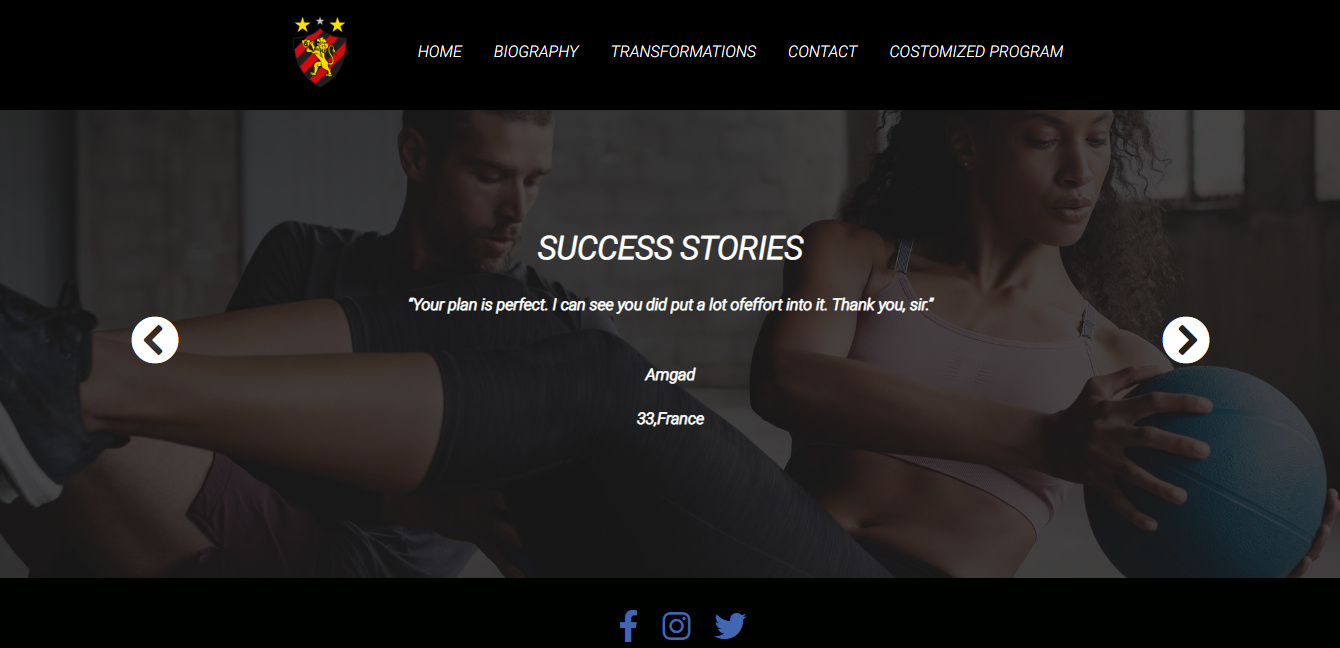 HOME BIOGRAPHY TRANSFORMATIONS CONTACT COSTOMIZED PROGRAM
SUCCESS STORIES
"Your plan is perfect. I can see you did put a lot ofeffort into it. Thank you, sir."
Amgad
33,France